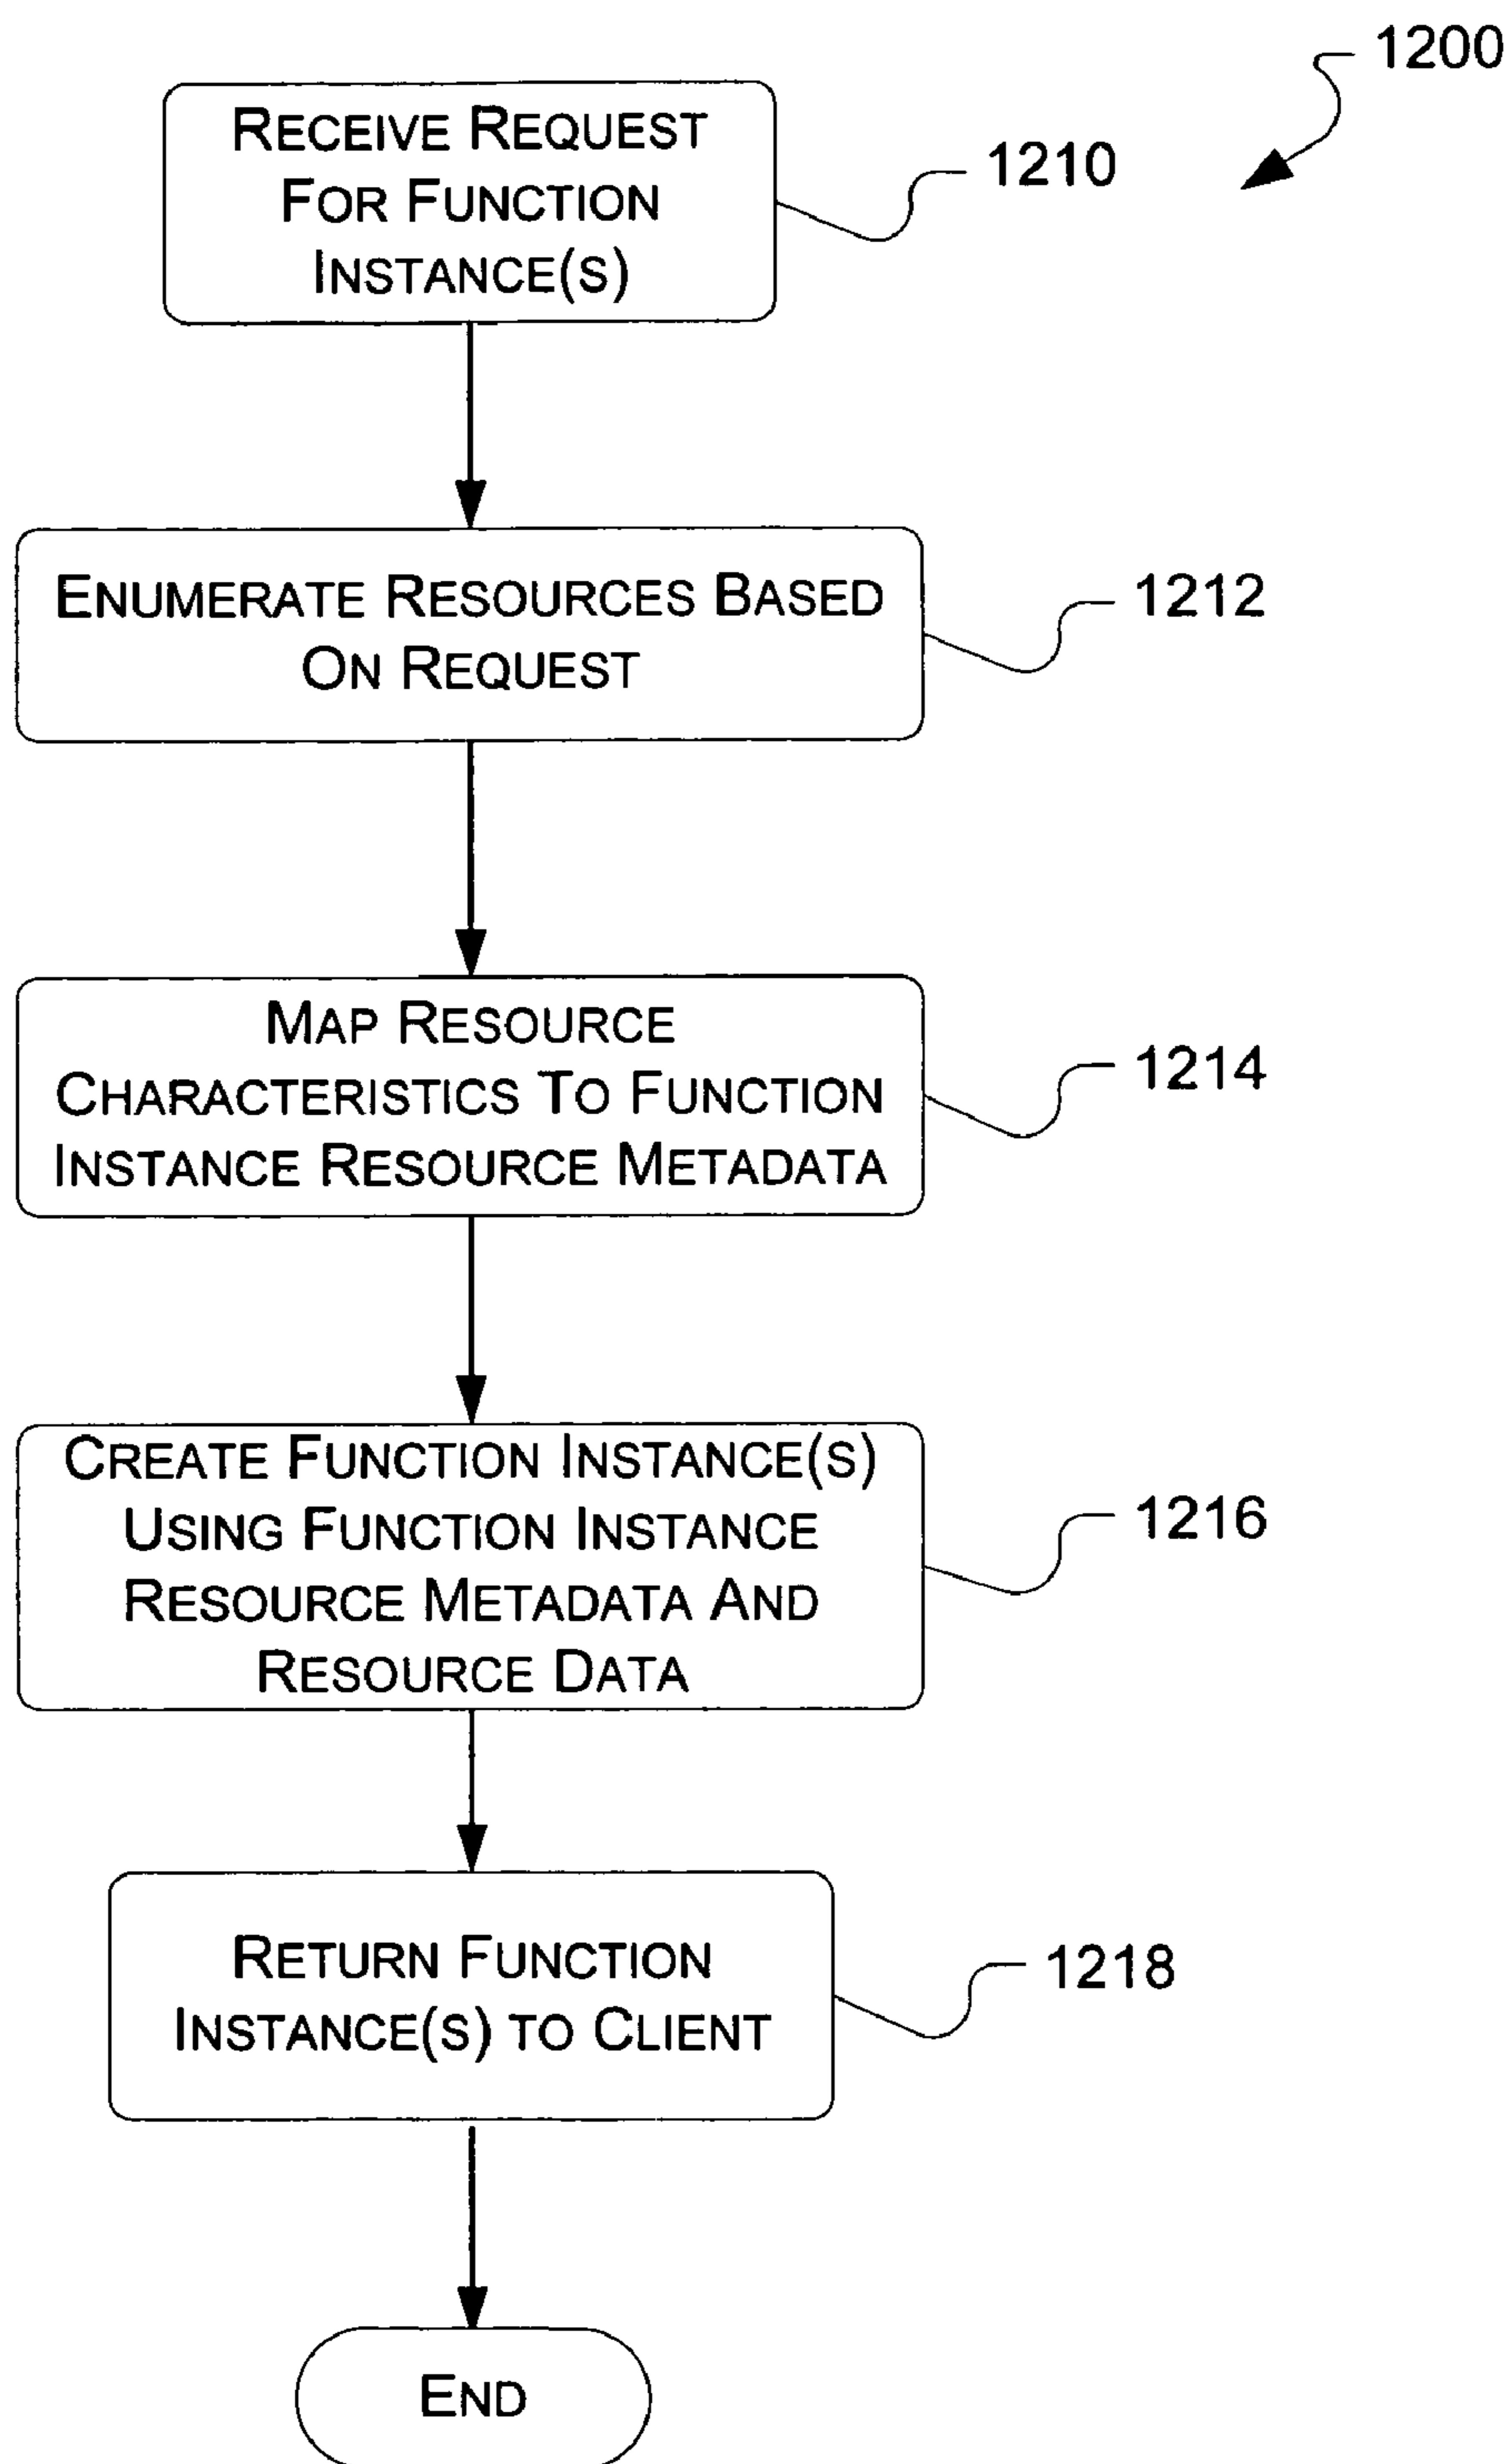 1200
RECEIVE REQUEST
FOR FUNCTION
INSTANCE(S)
1210
ENUMERATE RESOURCES BASED
ON REQUEST
1212
MAP RESOURCE
CHARACTERISTICS TO FUNCTION
INSTANCE RESOURCE METADATA
1214
CREATE FUNCTION INSTANCE(S)
USING FUNCTION INSTANCE
RESOURCE METADATA AND
RESOURCE DATA
1216
RETURN FUNCTION
INSTANCE(S) TO CLIENT
1218
END